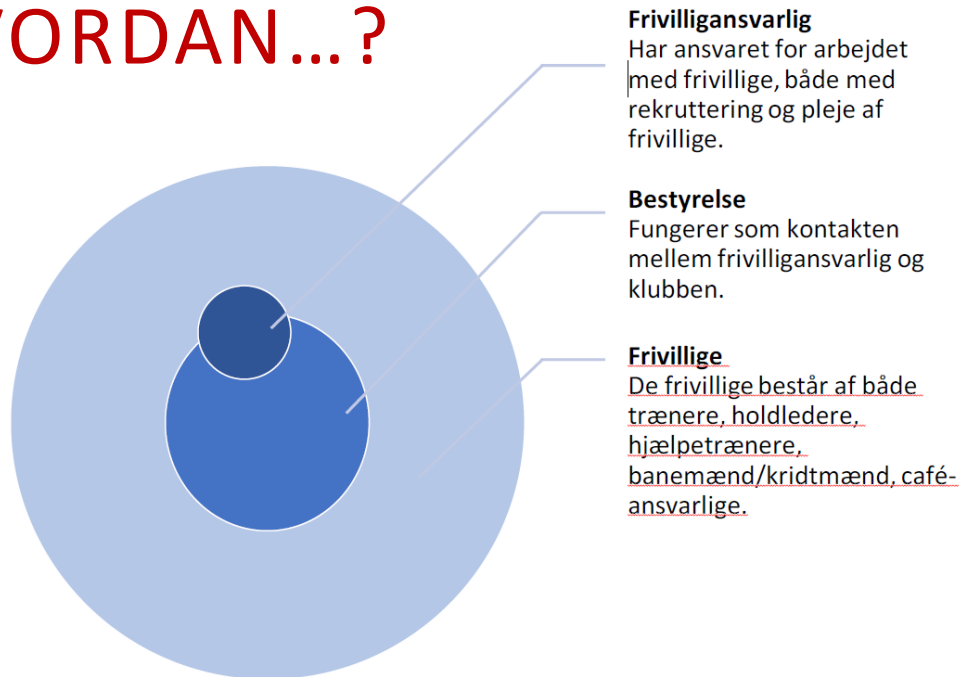 VORDAN...?
Frivilligansvarlig
Har ansvaret for arbejdet
med frivillige, både med
rekruttering og pleje af
frivillige.
Bestyrelse
Fungerer som kontakten
mellem frivilligansvarlig og
klubben.
Frivillige
De frivillige består af både
trænere, holdledere,
hjælpetrænere,
banemænd/kridtmænd, café-
ansvarlige.